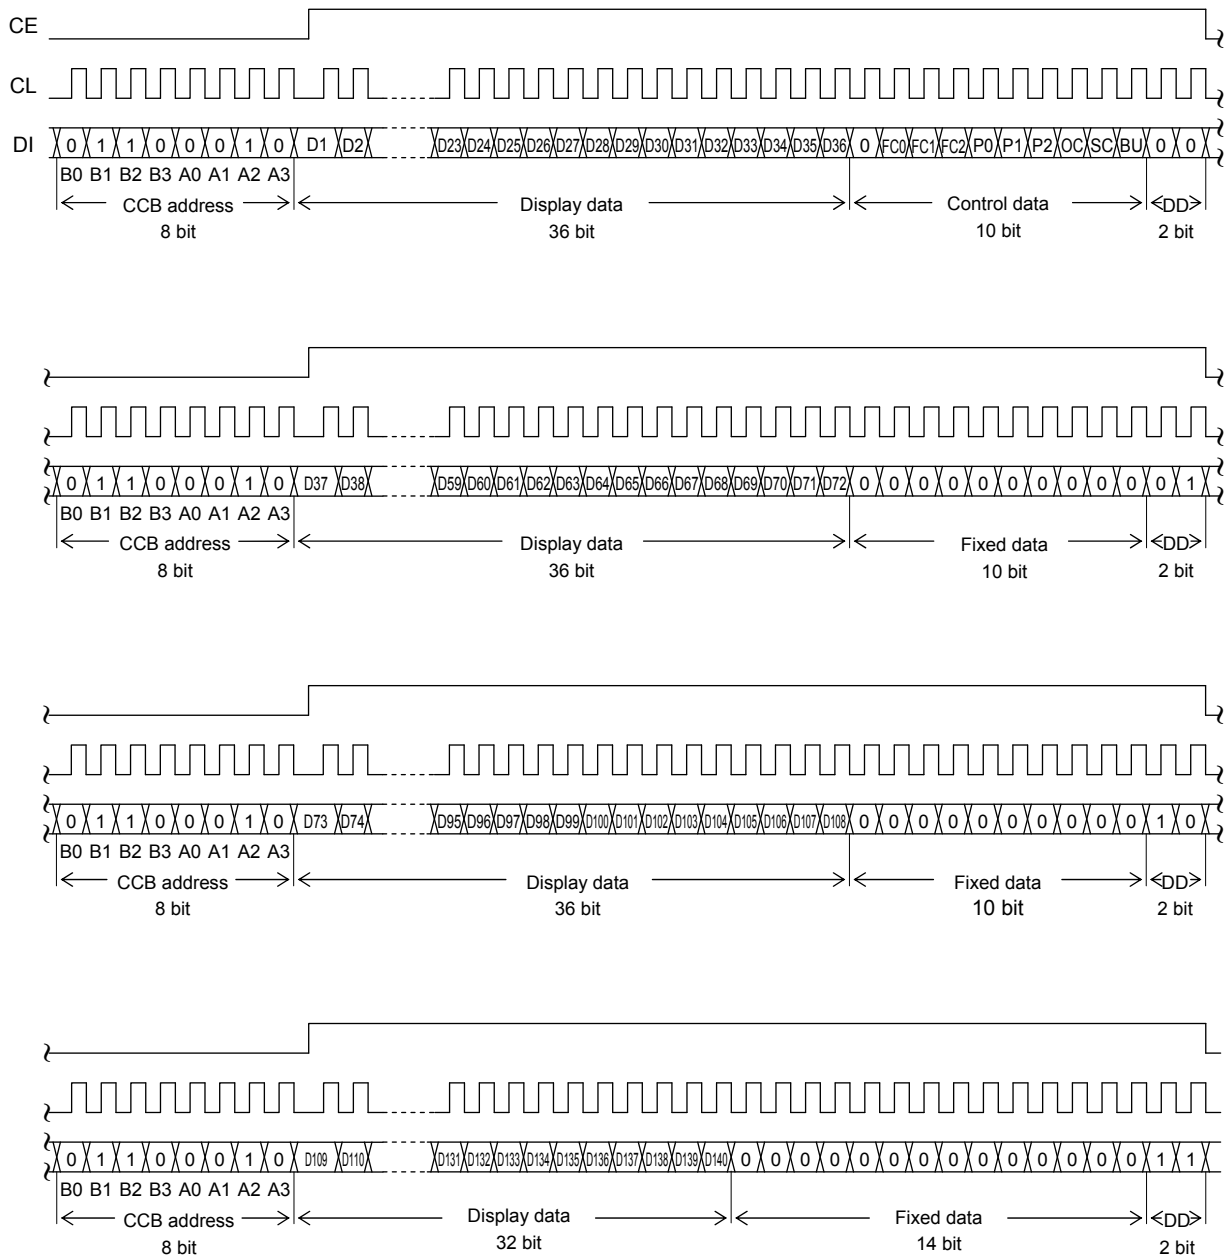 CE
CL
DI 0 1 1 0 0 0 1 0 D1 D2 D23 D24 D25 D26 D27 D28 D29 D30 D31 D32 D33 D34 D35 D36 0 FC0 FC1 FC2 P0 P1 P2 OC SC BU 0 0
B0 B1 B2 B3 A0 A1 A2 A3
CCB address Display data Control data DD
8 bit 36 bit 10 bit 2 bit
0 1 1 0 0 0 1 0 D37 D38 D59 D60 D61 D62 D63 D64 D65 D66 D67 D68 D69 D70 D71 D72 0 0 0 0 0 0 0 0 0 0 0 1
B0 B1 B2 B3 A0 A1 A2 A3
CCB address Display data Fixed data DD
8 bit 36 bit 10 bit 2 bit
0 1 1 0 0 0 1 0 D73 D74 D95 D96 D97 D98 D99 D100 D101 D102 D103 D104 D105 D106 D107 D108 0 0 0 0 0 0 0 0 0 0 1 0
B0 B1 B2 B3 A0 A1 A2 A3
CCB address Display data Fixed data DD
8 bit 36 bit 10 bit 2 bit
0 1 1 0 0 0 1 0 D109 D110 D131 D132 D133 D134 D135 D136 D137 D138 D139 D140 0 0 0 0 0 0 0 0 0 0 0 0 0 0 1 1
B0 B1 B2 B3 A0 A1 A2 A3
CCB address Display data Fixed data DD
8 bit 32 bit 14 bit 2 bit